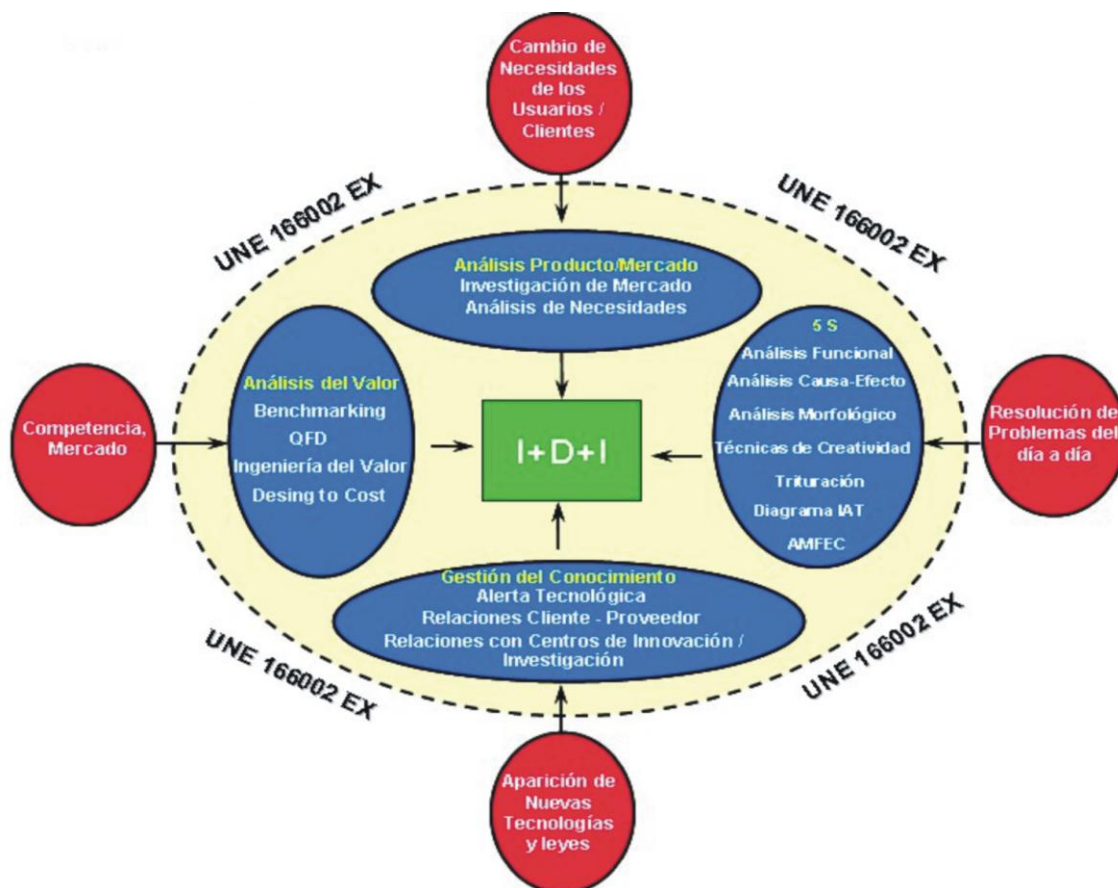 Cambio de
Necesidades
de los
Usuarios /
Clientes
UNE 166002 EX
UNE 166002 EX
Análisis Producto/Mercado
Investigación de Mercado
Análisis de Necesidades
Competencia,
Mercado
Análisis del Valor
Benchmarking
QFD
Ingeniería del Valor
Desing to Cost
I+D+I
5 S
Análisis Funcional
Análisis Causa-Efecto
Análisis Morfológico
Técnicas de Creatividad
Trituración
Diagrama IAT
AMFEC
Resolución de
Problemas del
día a día
Gestión del Conocimiento
Alerta Tecnológica
Relaciones Cliente - Proveedor
Relaciones con Centros de Innovación /
Investigación
UNE 166002 EX
UNE 166002 EX
Aparición de
Nuevas
Tecnologías
y leyes